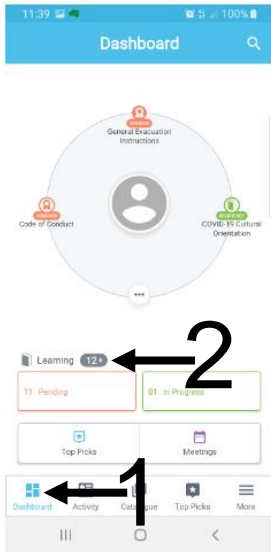 11:39 100%
Dashboard
General Evacuation
Instructions
Code of Conduct
COVID-19 Cultural
Orientation
Learning 12
2
11 Pending
01 In Progress
Top Picks
Meetings
1
Dashboard Activity Catalogue Top Picks More